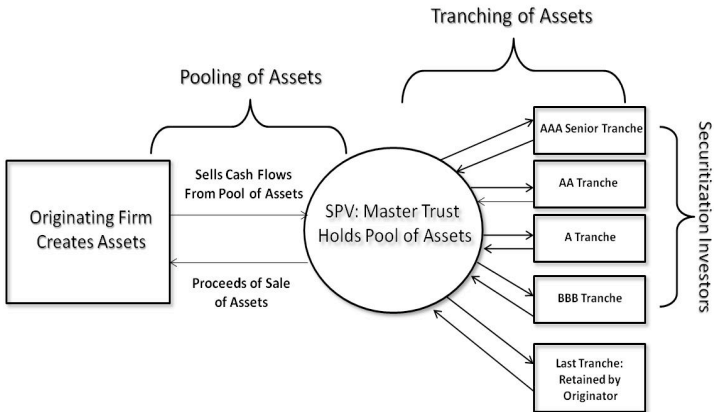 Tranching of Assets
Pooling of Assets
Sells Cash Flows
From Pool of Assets
Originating Firm
Creates Assets
Proceeds of Sale
of Assets
SPV: Master Trust
Holds Pool of Assets
AAA Senior Tranche
AA Tranche
A Tranche
BBB Tranche
Last Tranche:
Retained by
Originator
Securitization Investors